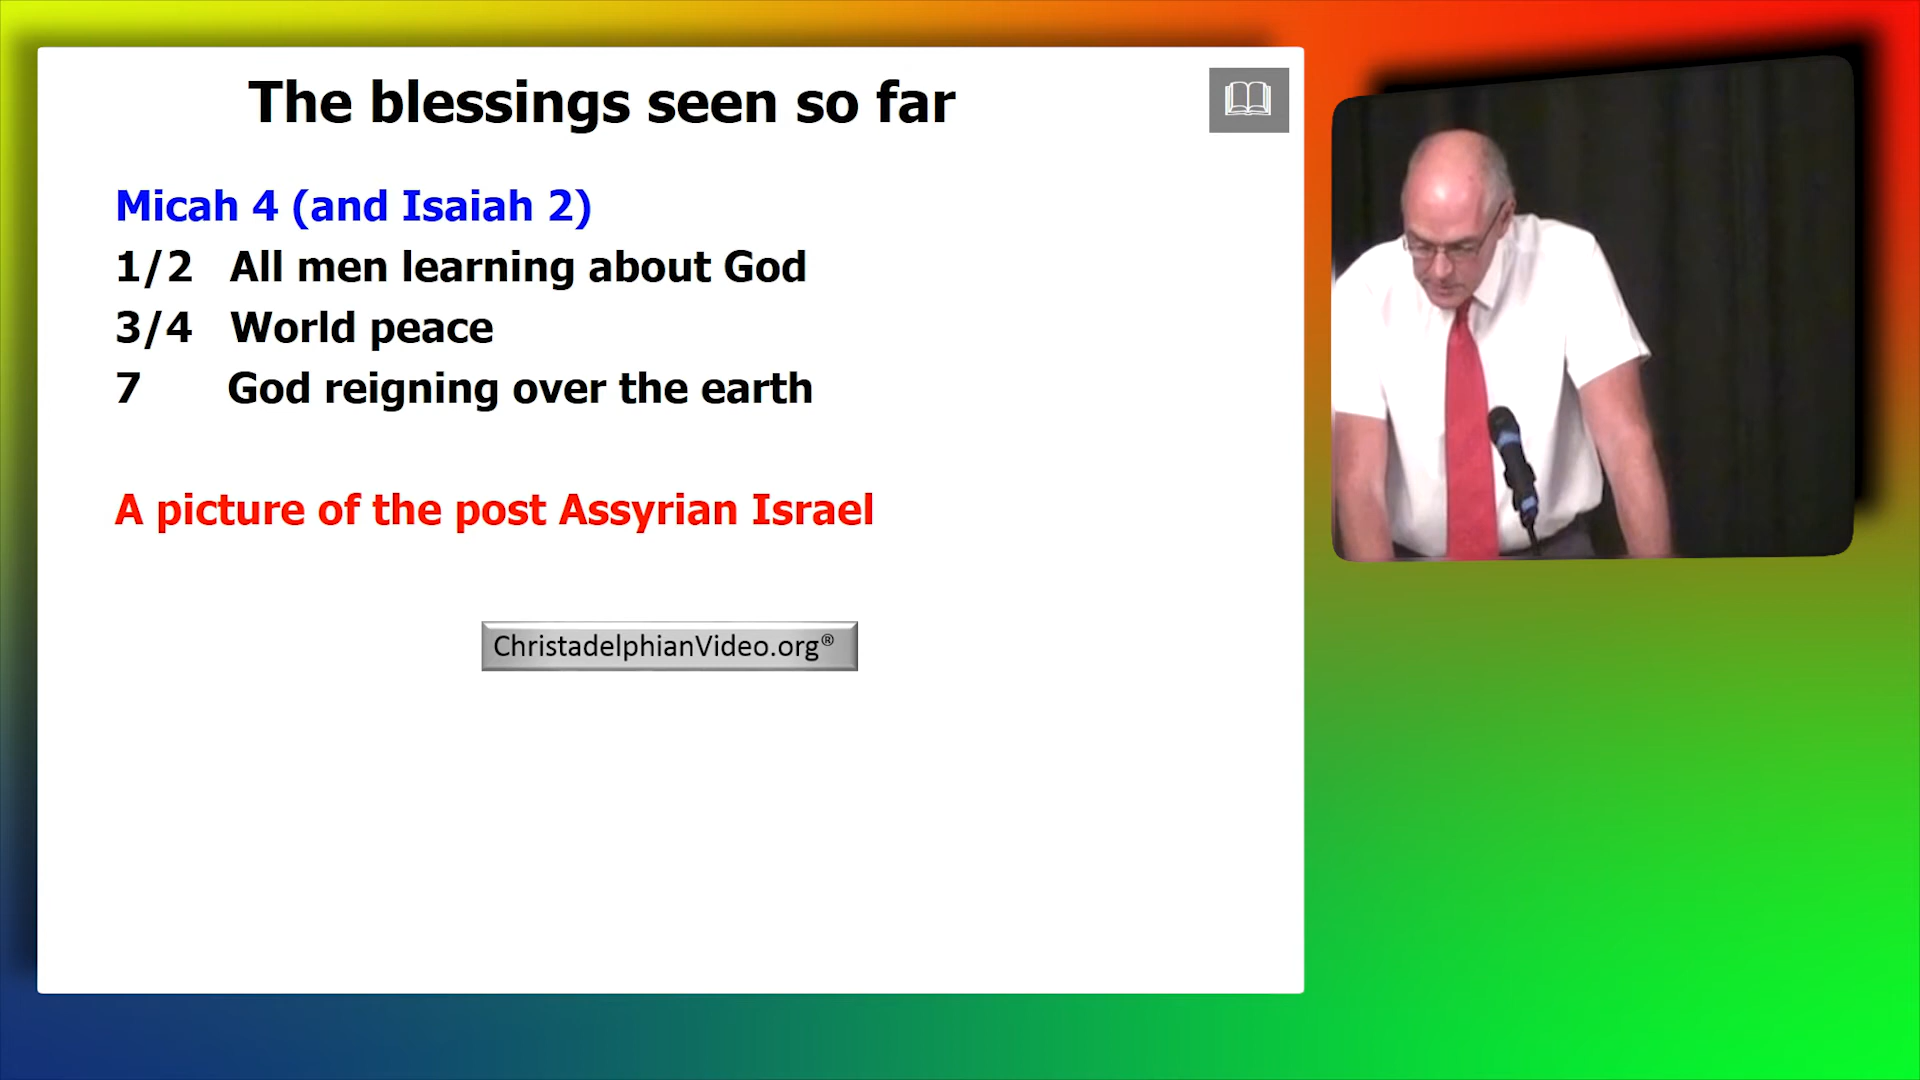 The blessings seen so far
Micah 4 (and Isaiah 2)
1/2 All men learning about God
3/4 World peace
7 God reigning over the earth
A picture of the post Assyrian Israel
ChristadelphianVideo.org®